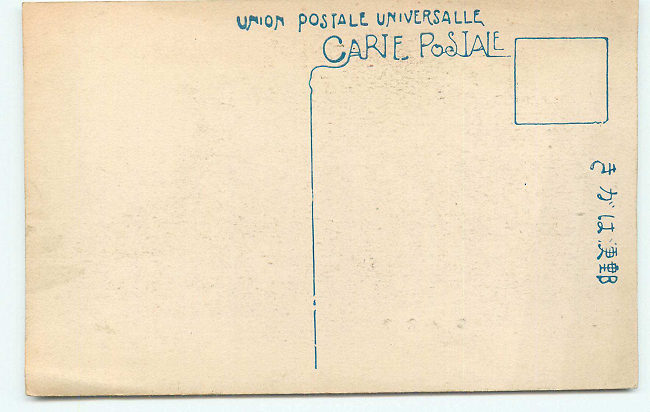 UNION POSTALE UNIVERSALLE
CARTE POSTALE
郵便はがき